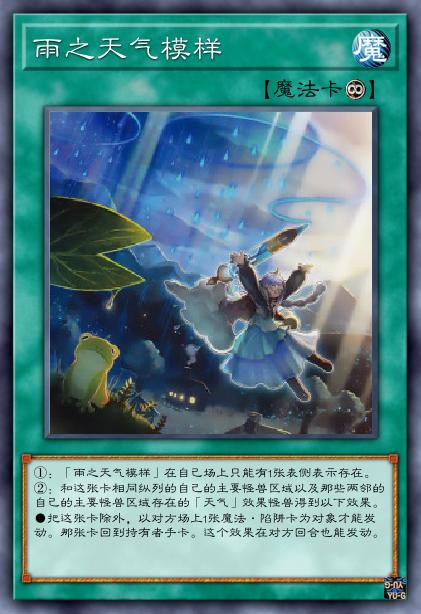 雨之天气模样
魔
【魔法卡】
①：「雨之天气模样」在自己场上只能有1张表侧表示存在。
②：和这张卡相同纵列的自己的主要怪兽区域以及那些两邻的
自己的主要怪兽区域存在的「天气」效果怪兽得到以下效果。
●把这张卡除外，以对方场上1张魔法·陷阱卡为对象才能发
动。那张卡回到持有者手卡。这个效果在对方回合也能发动。